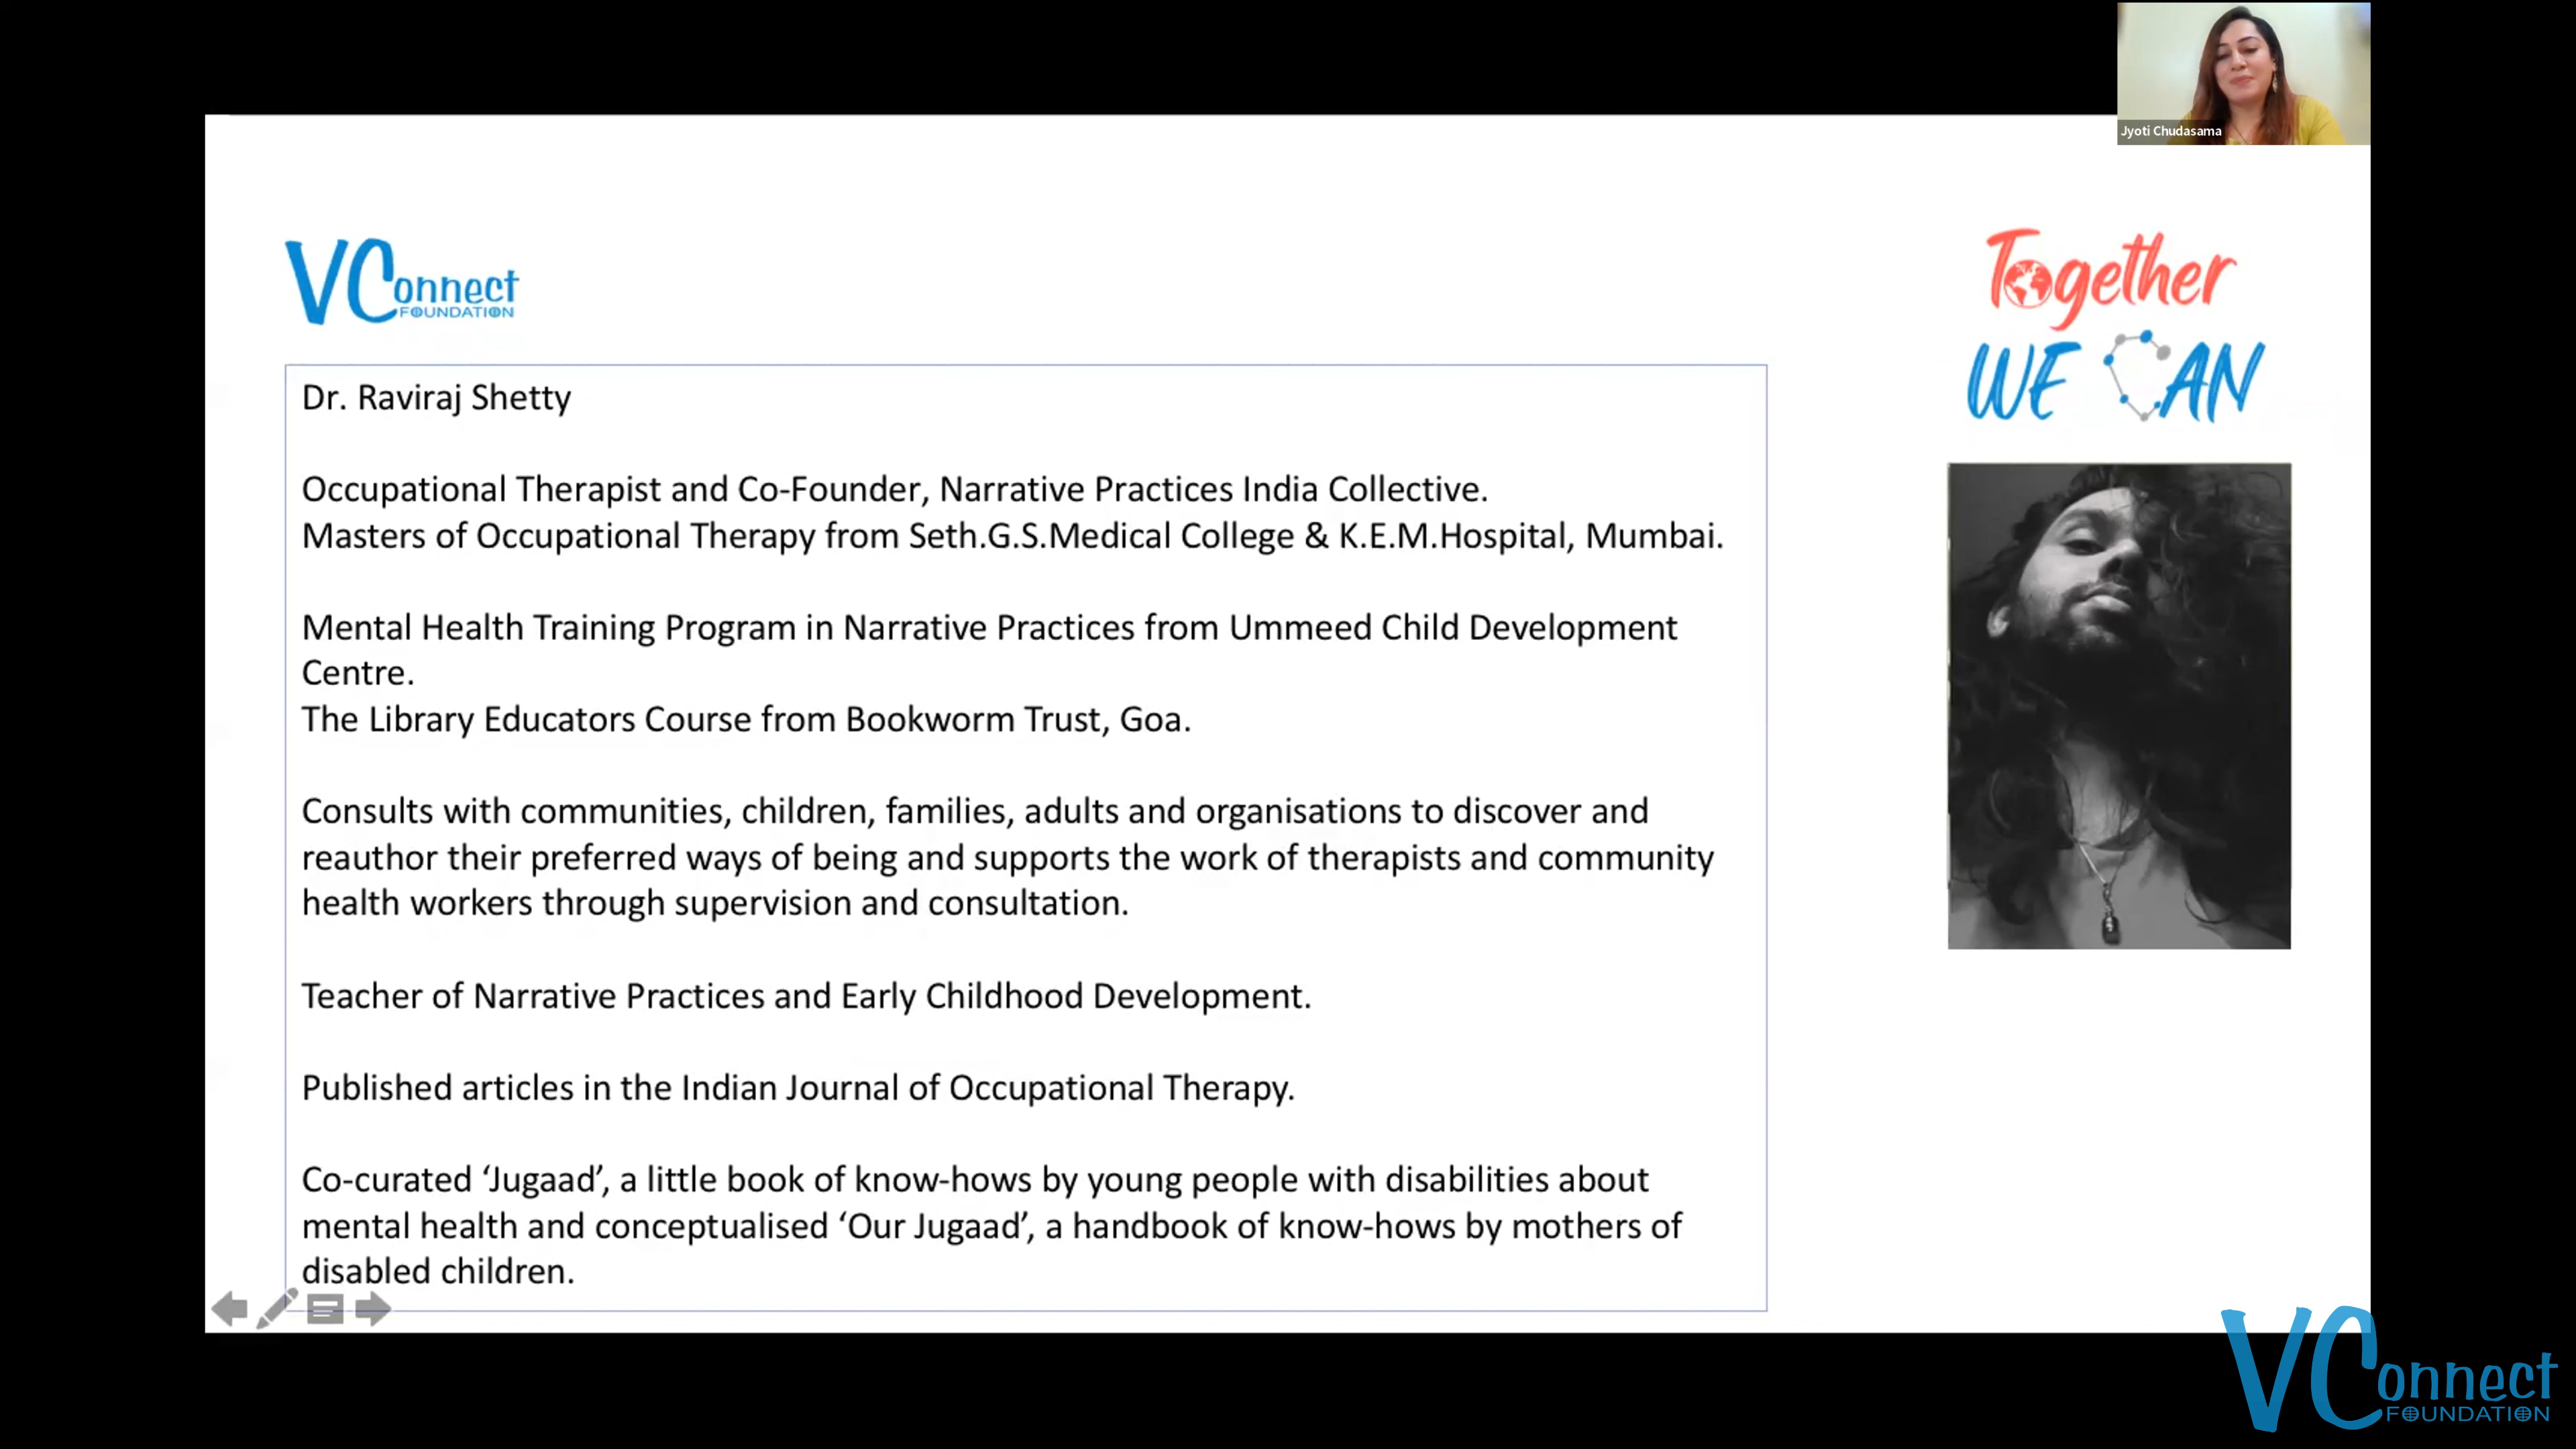 Jyoti Chudasama
VConnect
FOUNDATION
Together
WE CAN
Dr. Raviraj Shetty
Occupational Therapist and Co-Founder, Narrative Practices India Collective.
Masters of Occupational Therapy from Seth.G.S.Medical College & K.E.M.Hospital, Mumbai.
Mental Health Training Program in Narrative Practices from Ummeed Child Development
Centre.
The Library Educators Course from Bookworm Trust, Goa.
Consults with communities, children, families, adults and organisations to discover and
reauthor their preferred ways of being and supports the work of therapists and community
health workers through supervision and consultation.
Teacher of Narrative Practices and Early Childhood Development.
Published articles in the Indian Journal of Occupational Therapy.
Co-curated ‘Jugaad’, a little book of know-hows by young people with disabilities about
mental health and conceptualised ‘Our Jugaad’, a handbook of know-hows by mothers of
disabled children.
VConnect
FOUNDATION